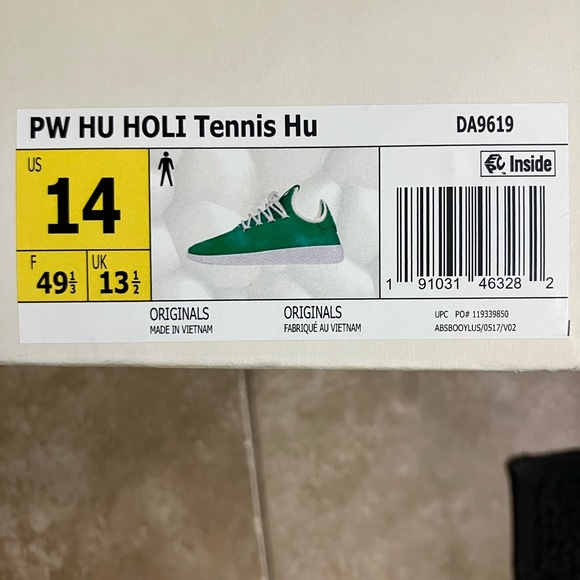 PW HU HOLI Tennis Hu DA9619
US
14
F
49⅓
UK
13½
EPC™ Inside
1 91031 46328 2
ORIGINALS
MADE IN VIETNAM
ORIGINALS
FABRIQUÉ AU VIETNAM
UPC PO# 119339850
ABSBOOYLUS/0517/V02